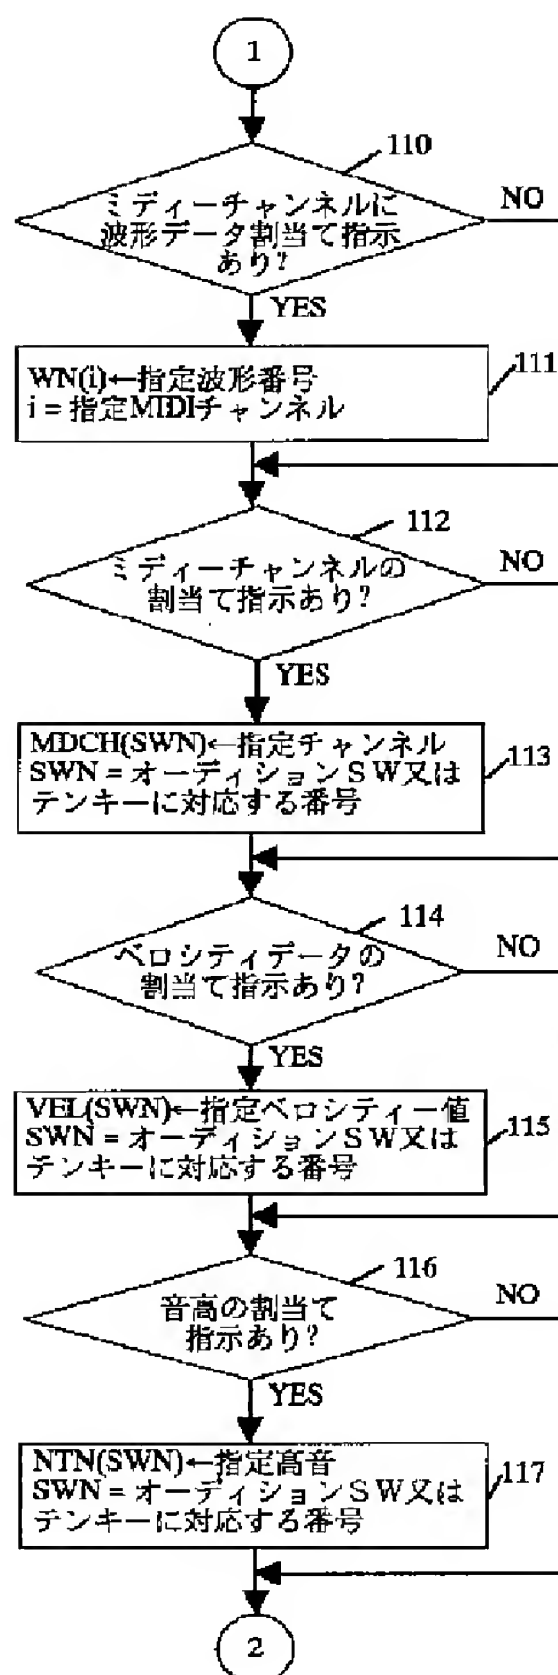 1
110
ミディーチャンネルに
波形データ割当て指示
あり?
NO
YES
111
WN(i)←指定波形番号
i = 指定MIDIチャンネル
112
ミディーチャンネルの
割当て指示あり?
NO
YES
113
MDCH(SWN)←指定チャンネル
SWN = オーディションSW又は
テンキーに対応する番号
114
ベロシティデータの
割当て指示あり?
NO
YES
115
VEL(SWN)←指定ベロシティー値
SWN = オーディションSW又は
テンキーに対応する番号
116
音高の割当て
指示あり?
NO
YES
117
NTN(SWN)←指定高音
SWN = オーディションSW又は
テンキーに対応する番号
2